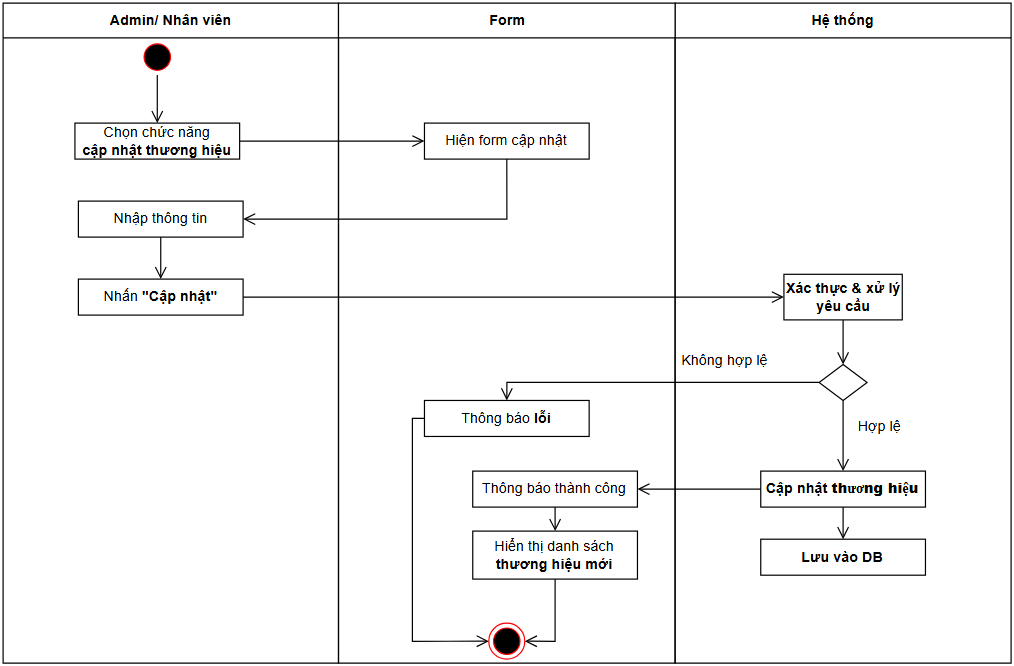 Admin/ Nhân viên
Form
Hệ thống
Chọn chức năng
cập nhật thương hiệu
Hiện form cập nhật
Nhập thông tin
Nhấn "Cập nhật"
Xác thực & xử lý
yêu cầu
Không hợp lệ
Thông báo lỗi
Hợp lệ
Thông báo thành công
Cập nhật thương hiệu
Hiển thị danh sách
thương hiệu mới
Lưu vào DB